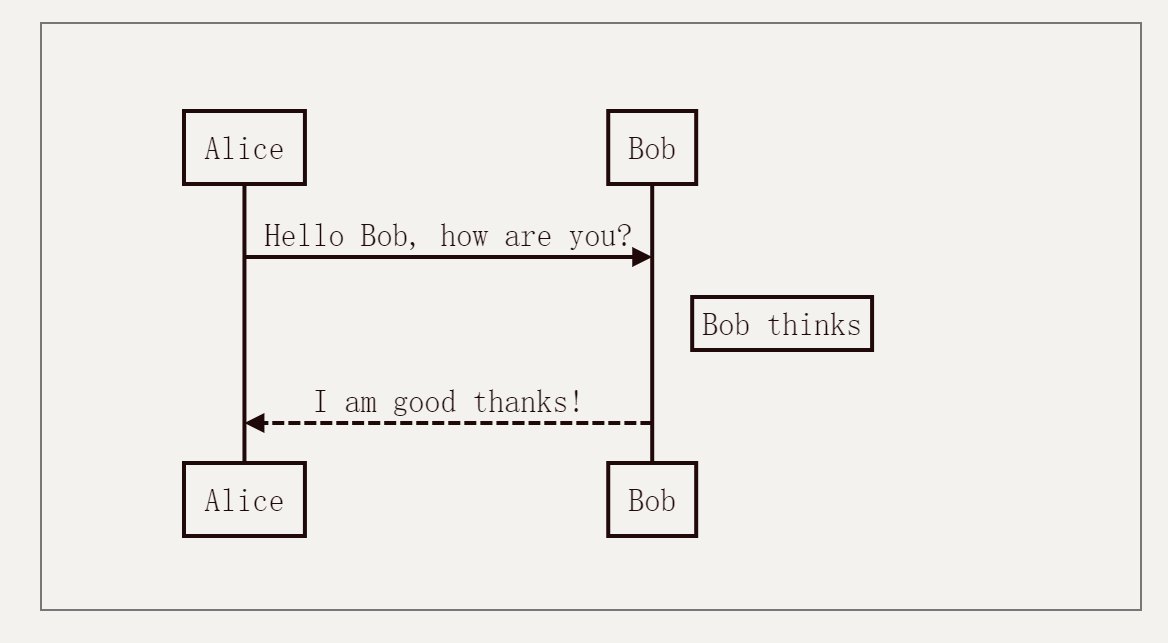 Alice
Bob
Hello Bob, how are you?
Bob thinks
I am good thanks!
Alice
Bob